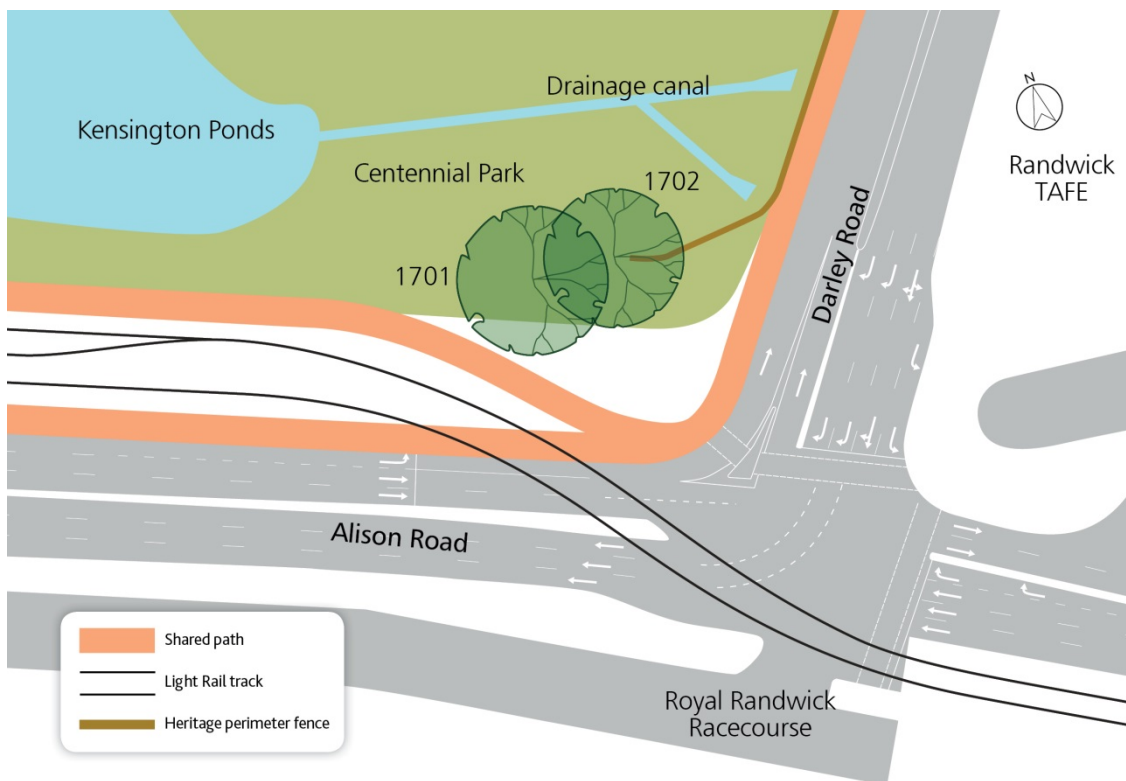 Drainage canal
Kensington Ponds
Centennial Park
1702
1701
N
Randwick
TAFE
Darley Road
Alison Road
Shared path
Light Rail track
Heritage perimeter fence
Royal Randwick
Racecourse